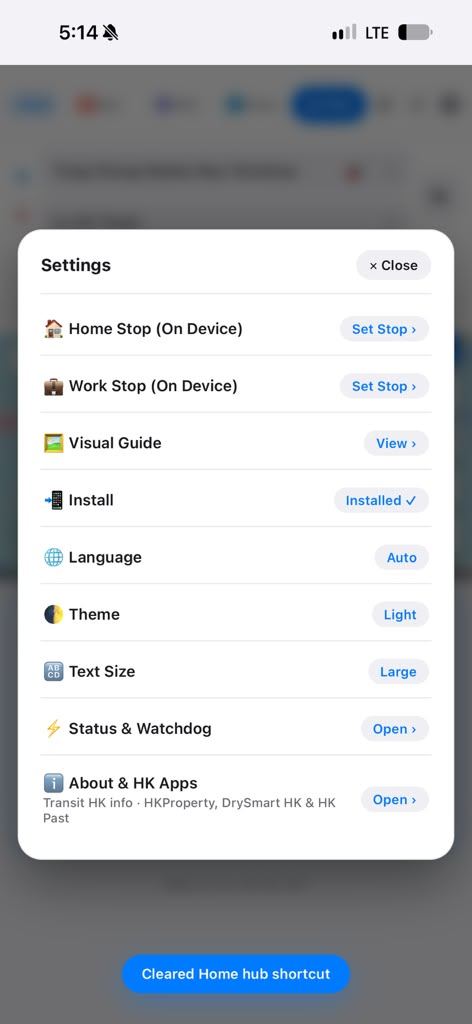 5:14
LTE
Settings
× Close
Home Stop (On Device)
Set Stop ›
Work Stop (On Device)
Set Stop ›
Visual Guide
View ›
Install
Installed ✓
Language
Auto
Theme
Light
Text Size
Large
Status & Watchdog
Open ›
About & HK Apps
Transit HK info · HKProperty, DrySmart HK & HK
Past
Open ›
Cleared Home hub shortcut